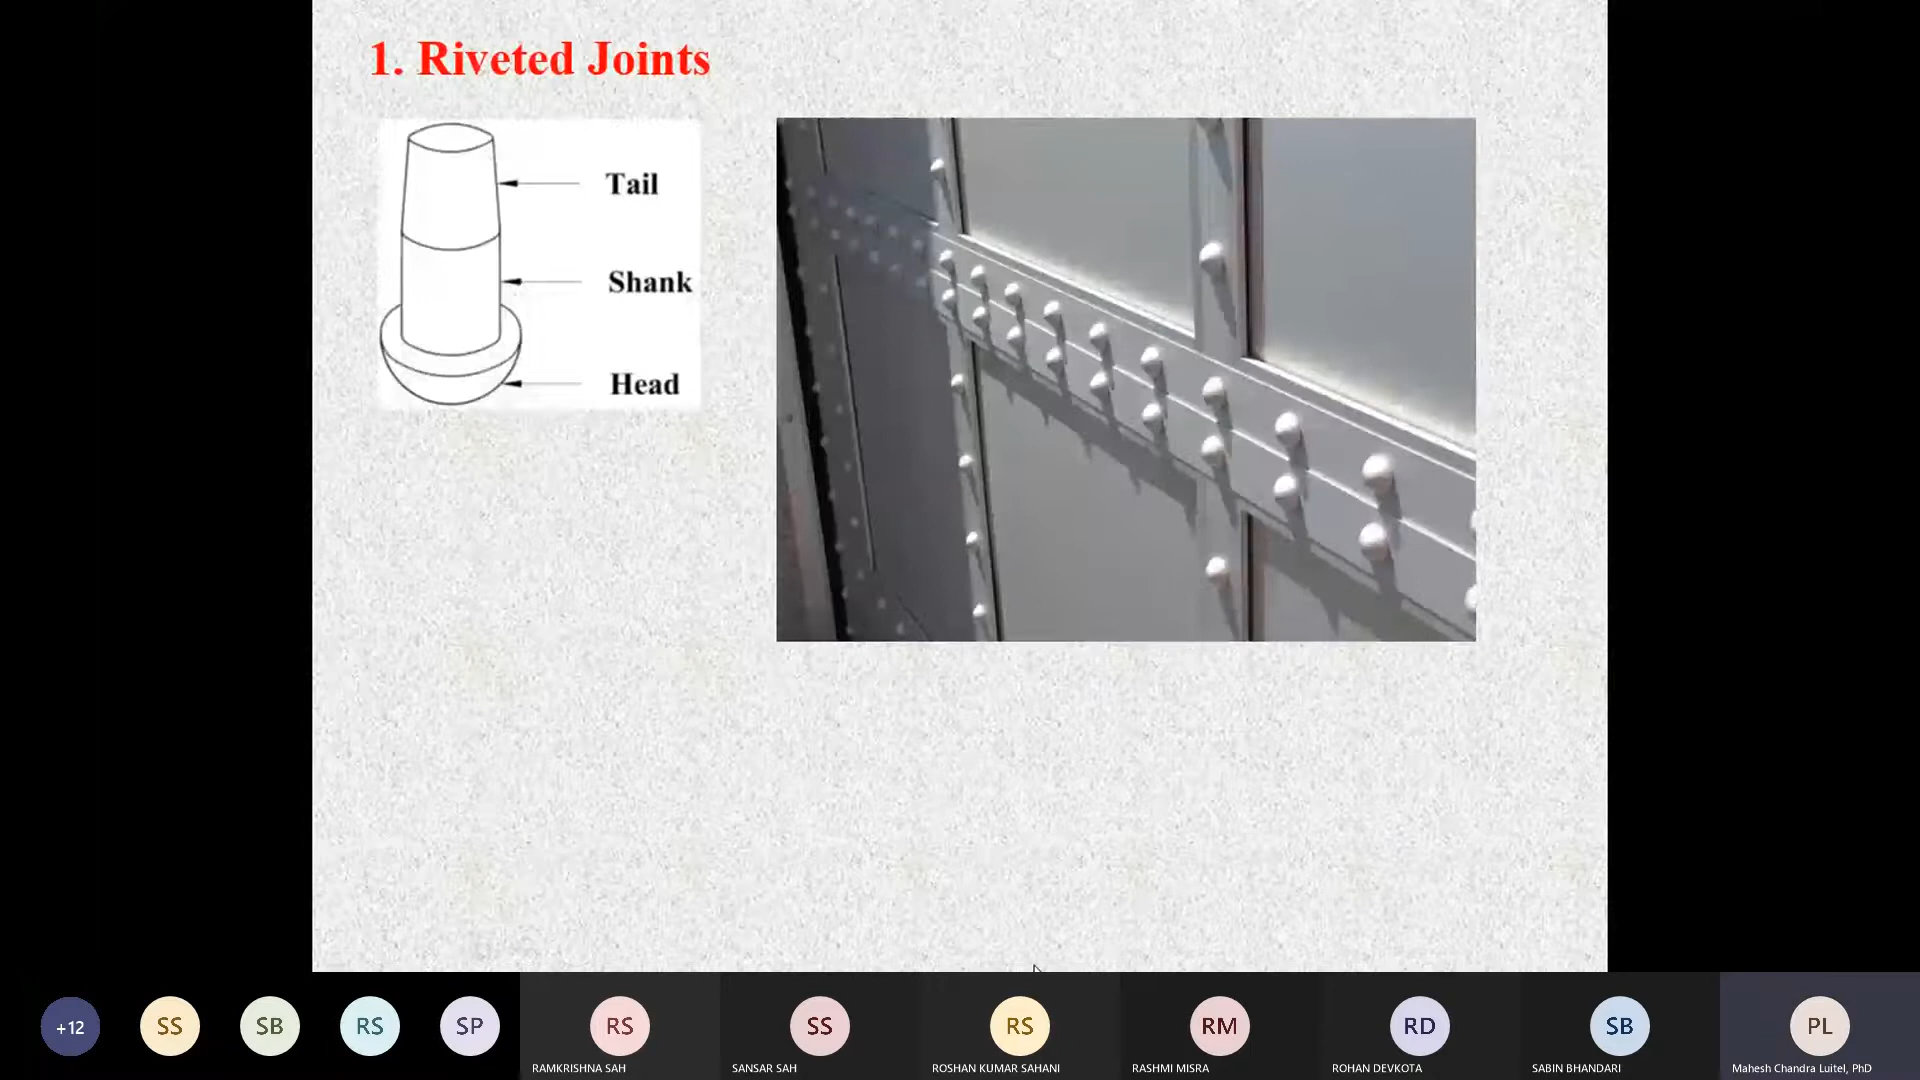 1. Riveted Joints
Tail
Shank
Head
+12
SS
SB
RS
SP
RS
SS
RS
RM
RD
SB
PL
RAMKRISHNA SAH
SANSAR SAH
ROSHAN KUMAR SAHANI
RASHMI MISRA
ROHAN DEVKOTA
SABIN BHANDARI
Mahesh Chandra Luitel, PhD